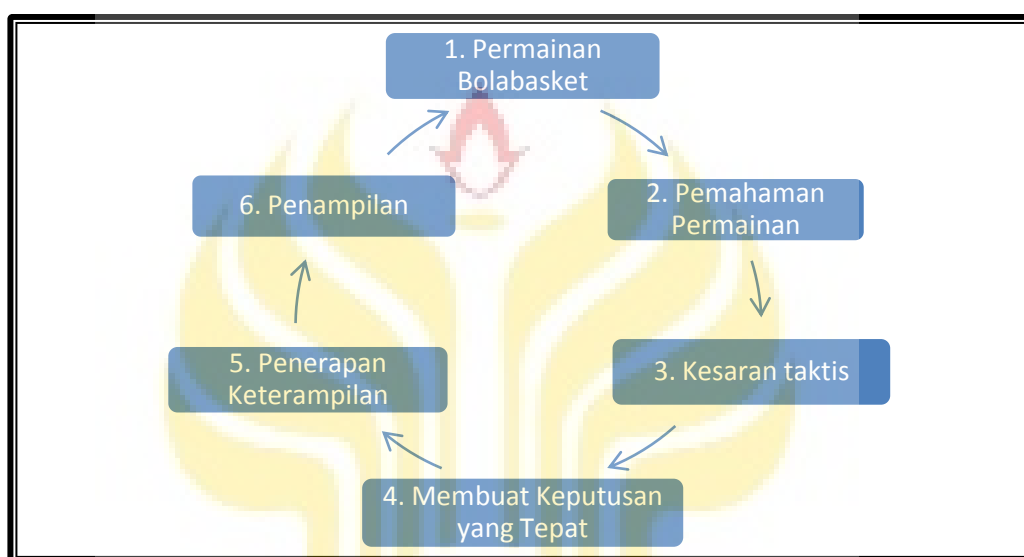 1. Permainan
Bolabasket
2. Pemahaman
Permainan
3. Kesaran taktis
4. Membuat Keputusan
yang Tepat
5. Penerapan
Keterampilan
6. Penampilan